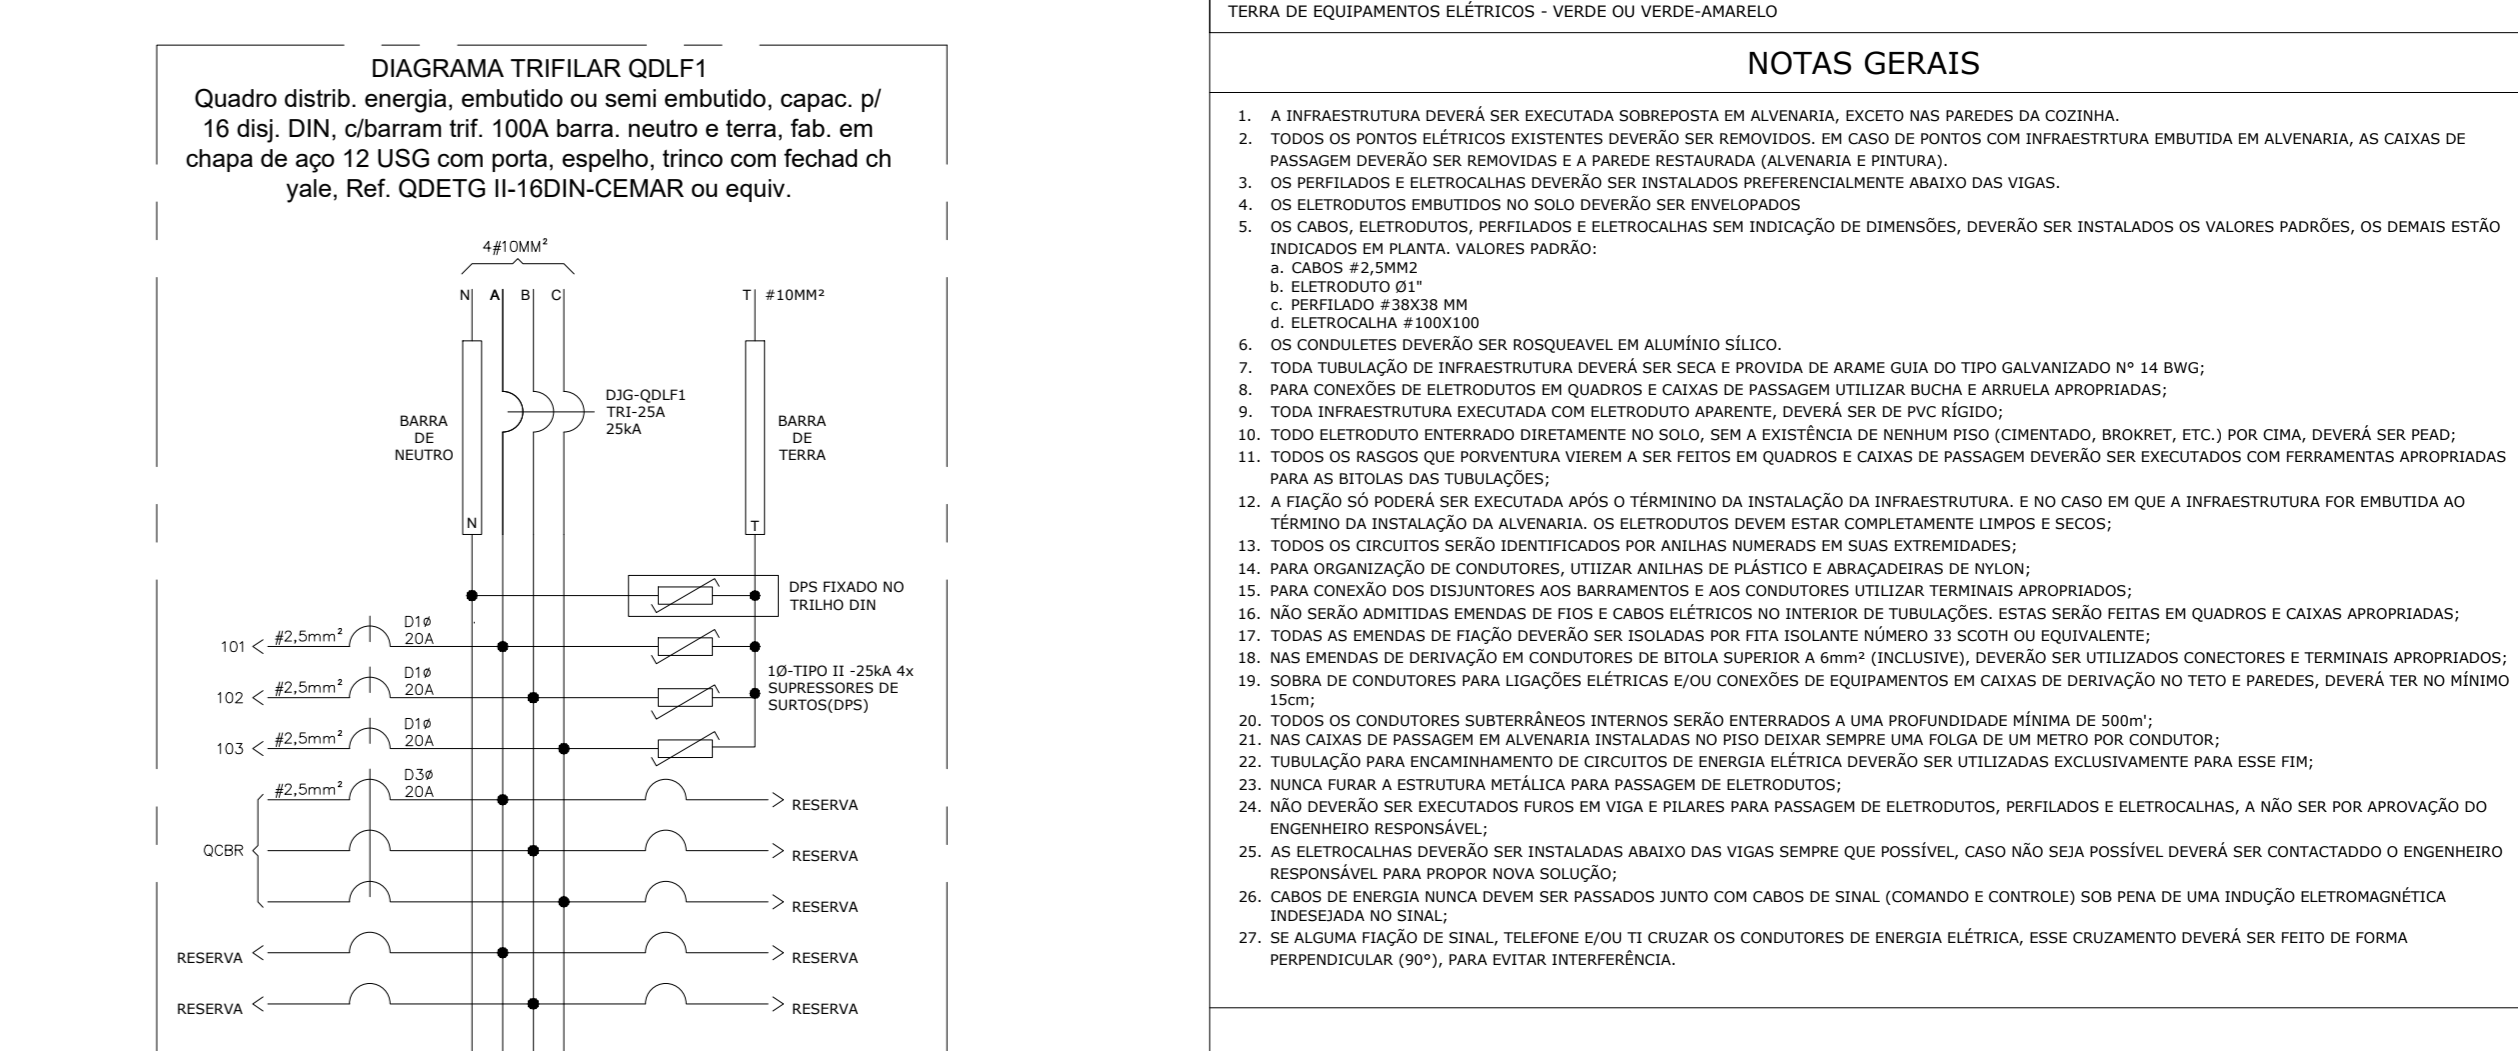 TERRA DE EQUIPAMENTOS ELÉTRICOS - VERDE OU VERDE-AMARELO
DIAGRAMA TRIFILAR QDLF1
Quadro distrib. energia, embutido ou semi embutido, capac. p/
16 disj. DIN, c/barram trif. 100A barra. neutro e terra, fab. em
chapa de aço 12 USG com porta, espelho, trinco com fechad ch
yale, Ref. QDETG II-16DIN-CEMAR ou equiv.
4#10MM²
N A B C
T #10MM²
DJG-QDLF1
TRI-25A
25kA
BARRA
DE
NEUTRO
BARRA
DE
TERRA
N
T
DPS FIXADO NO
TRILHO DIN
101 #2,5mm² D1ø
20A
102 #2,5mm² D1ø
20A
1Ø-TIPO II -25kA 4x
SUPRESSORES DE
SURTOS(DPS)
103 #2,5mm² D1ø
20A
#2,5mm² D3ø
20A
RESERVA
QCBR
RESERVA
RESERVA
RESERVA
RESERVA
RESERVA
RESERVA
NOTAS GERAIS
1. A INFRAESTRUTURA DEVERÁ SER EXECUTADA SOBREPOSTA EM ALVENARIA, EXCETO NAS PAREDES DA COZINHA.
2. TODOS OS PONTOS ELÉTRICOS EXISTENTES DEVERÃO SER REMOVIDOS. EM CASO DE PONTOS COM INFRAESTRTURA EMBUTIDA EM ALVENARIA, AS CAIXAS DE
PASSAGEM DEVERÃO SER REMOVIDAS E A PAREDE RESTAURADA (ALVENARIA E PINTURA).
3. OS PERFILADOS E ELETROCALHAS DEVERÃO SER INSTALADOS PREFERENCIALMENTE ABAIXO DAS VIGAS.
4. OS ELETRODUTOS EMBUTIDOS NO SOLO DEVERÃO SER ENVELOPADOS
5. OS CABOS, ELETRODUTOS, PERFILADOS E ELETROCALHAS SEM INDICAÇÃO DE DIMENSÕES, DEVERÃO SER INSTALADOS OS VALORES PADRÕES, OS DEMAIS ESTÃO
INDICADOS EM PLANTA. VALORES PADRÃO:
a. CABOS #2,5MM2
b. ELETRODUTO Ø1"
c. PERFILADO #38X38 MM
d. ELETROCALHA #100X100
6. OS CONDULETES DEVERÃO SER ROSQUEAVEL EM ALUMÍNIO SÍLICO.
7. TODA TUBULAÇÃO DE INFRAESTRUTURA DEVERÁ SER SECA E PROVIDA DE ARAME GUIA DO TIPO GALVANIZADO N° 14 BWG;
8. PARA CONEXÕES DE ELETRODUTOS EM QUADROS E CAIXAS DE PASSAGEM UTILIZAR BUCHA E ARRUELA APROPRIADAS;
9. TODA INFRAESTRUTURA EXECUTADA COM ELETRODUTO APARENTE, DEVERÁ SER DE PVC RÍGIDO;
10. TODO ELETRODUTO ENTERRADO DIRETAMENTE NO SOLO, SEM A EXISTÊNCIA DE NENHUM PISO (CIMENTADO, BROKRET, ETC.) POR CIMA, DEVERÁ SER PEAD;
11. TODOS OS RASGOS QUE PORVENTURA VIEREM A SER FEITOS EM QUADROS E CAIXAS DE PASSAGEM DEVERÃO SER EXECUTADOS COM FERRAMENTAS APROPRIADAS
PARA AS BITOLAS DAS TUBULAÇÕES;
12. A FIAÇÃO SÓ PODERÁ SER EXECUTADA APÓS O TÉRMININO DA INSTALAÇÃO DA INFRAESTRUTURA. E NO CASO EM QUE A INFRAESTRUTURA FOR EMBUTIDA AO
TÉRMINO DA INSTALAÇÃO DA ALVENARIA. OS ELETRODUTOS DEVEM ESTAR COMPLETAMENTE LIMPOS E SECOS;
13. TODOS OS CIRCUITOS SERÃO IDENTIFICADOS POR ANILHAS NUMERADS EM SUAS EXTREMIDADES;
14. PARA ORGANIZAÇÃO DE CONDUTORES, UTIIZAR ANILHAS DE PLÁSTICO E ABRAÇADEIRAS DE NYLON;
15. PARA CONEXÃO DOS DISJUNTORES AOS BARRAMENTOS E AOS CONDUTORES UTILIZAR TERMINAIS APROPRIADOS;
16. NÃO SERÃO ADMITIDAS EMENDAS DE FIOS E CABOS ELÉTRICOS NO INTERIOR DE TUBULAÇÕES. ESTAS SERÃO FEITAS EM QUADROS E CAIXAS APROPRIADAS;
17. TODAS AS EMENDAS DE FIAÇÃO DEVERÃO SER ISOLADAS POR FITA ISOLANTE NÚMERO 33 SCOTH OU EQUIVALENTE;
18. NAS EMENDAS DE DERIVAÇÃO EM CONDUTORES DE BITOLA SUPERIOR A 6mm² (INCLUSIVE), DEVERÃO SER UTILIZADOS CONECTORES E TERMINAIS APROPRIADOS;
19. SOBRA DE CONDUTORES PARA LIGAÇÕES ELÉTRICAS E/OU CONEXÕES DE EQUIPAMENTOS EM CAIXAS DE DERIVAÇÃO NO TETO E PAREDES, DEVERÁ TER NO MÍNIMO
15cm;
20. TODOS OS CONDUTORES SUBTERRÂNEOS INTERNOS SERÃO ENTERRADOS A UMA PROFUNDIDADE MÍNIMA DE 500m';
21. NAS CAIXAS DE PASSAGEM EM ALVENARIA INSTALADAS NO PISO DEIXAR SEMPRE UMA FOLGA DE UM METRO POR CONDUTOR;
22. TUBULAÇÃO PARA ENCAMINHAMENTO DE CIRCUITOS DE ENERGIA ELÉTRICA DEVERÃO SER UTILIZADAS EXCLUSIVAMENTE PARA ESSE FIM;
23. NUNCA FURAR A ESTRUTURA METÁLICA PARA PASSAGEM DE ELETRODUTOS;
24. NÃO DEVERÃO SER EXECUTADOS FUROS EM VIGA E PILARES PARA PASSAGEM DE ELETRODUTOS, PERFILADOS E ELETROCALHAS, A NÃO SER POR APROVAÇÃO DO
ENGENHEIRO RESPONSÁVEL;
25. AS ELETROCALHAS DEVERÃO SER INSTALADAS ABAIXO DAS VIGAS SEMPRE QUE POSSÍVEL, CASO NÃO SEJA POSSÍVEL DEVERÁ SER CONTACTADDO O ENGENHEIRO
RESPONSÁVEL PARA PROPOR NOVA SOLUÇÃO;
26. CABOS DE ENERGIA NUNCA DEVEM SER PASSADOS JUNTO COM CABOS DE SINAL (COMANDO E CONTROLE) SOB PENA DE UMA INDUÇÃO ELETROMAGNÉTICA
INDESEJADA NO SINAL;
27. SE ALGUMA FIAÇÃO DE SINAL, TELEFONE E/OU TI CRUZAR OS CONDUTORES DE ENERGIA ELÉTRICA, ESSE CRUZAMENTO DEVERÁ SER FEITO DE FORMA
PERPENDICULAR (90°), PARA EVITAR INTERFERÊNCIA.